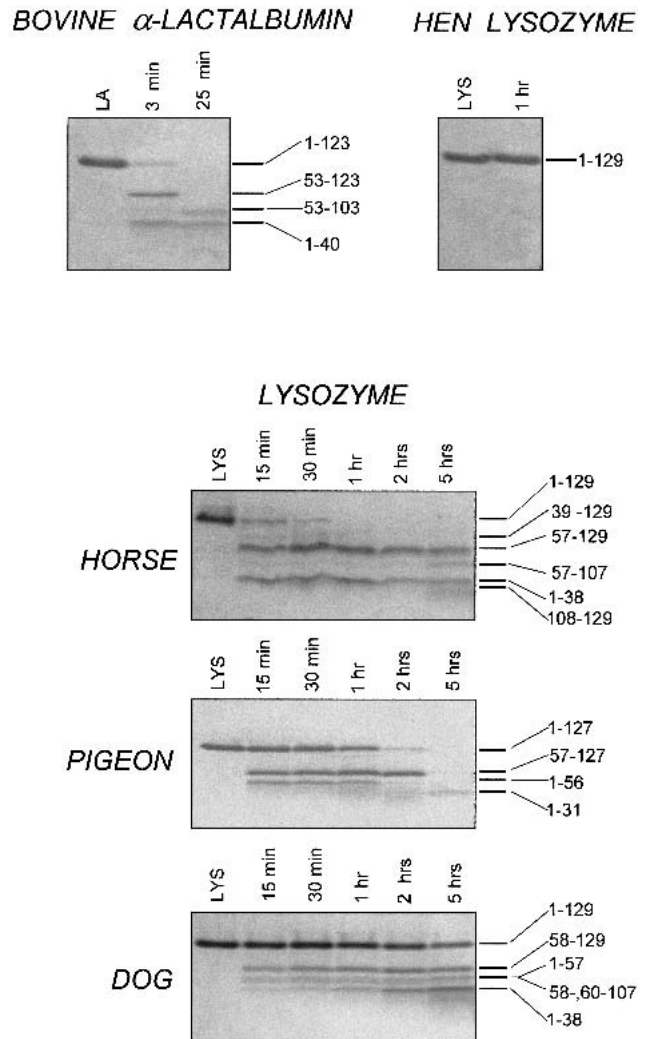 BOVINE α-LACTALBUMIN
LA
3 min
25 min
1-123
53-123
53-103
1-40
HEN LYSOZYME
LYS
1 hr
1-129
LYSOZYME
LYS
15 min
30 min
1 hr
2 hrs
5 hrs
HORSE
1-129
39 -129
57-129
57-107
1-38
108-129
LYS
15 min
30 min
1 hr
2 hrs
5 hrs
PIGEON
1-127
57-127
1-56
1-31
LYS
15 min
30 min
1 hr
2 hrs
5 hrs
DOG
1-129
58-129
1-57
58-,60-107
1-38